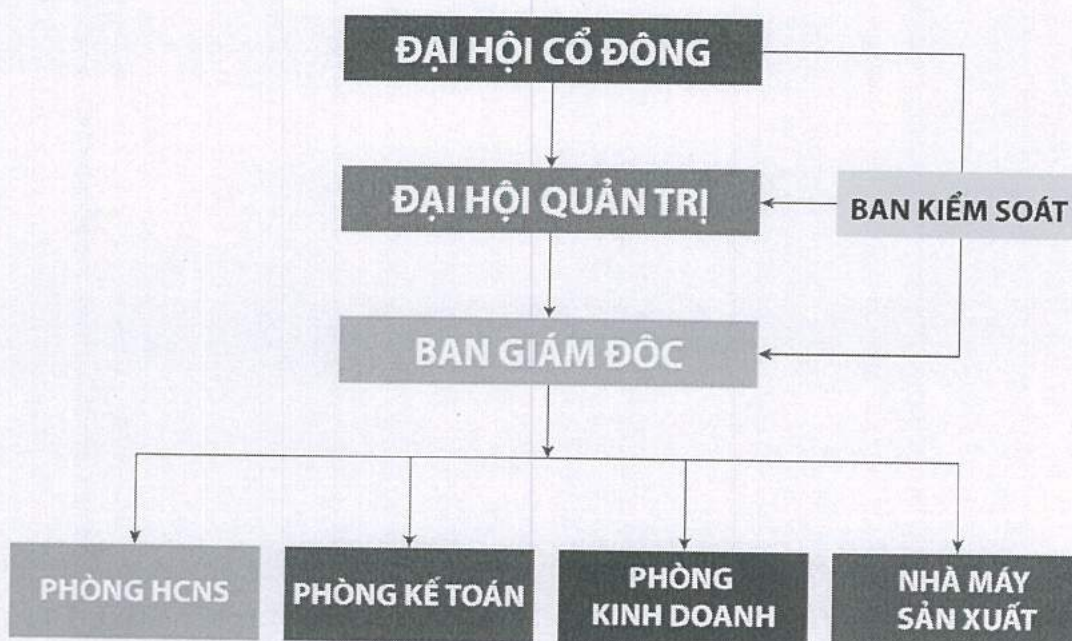 ĐẠI HỘI CỔ ĐÔNG
ĐẠI HỘI QUẢN TRỊ
BAN KIỂM SOÁT
BAN GIÁM ĐÔC
PHÒNG HCNS
PHÒNG KẾ TOÁN
PHÒNG
KINH DOANH
NHÀ MÁY
SẢN XUẤT